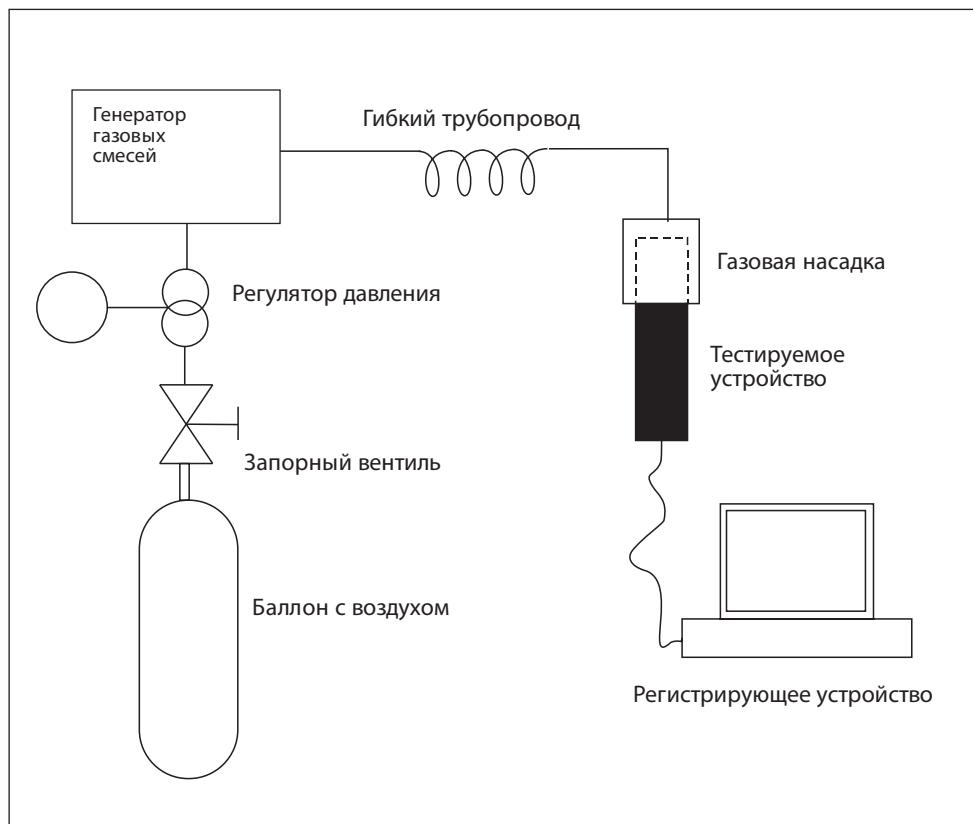 Генератор
газовых
смесей
Гибкий трубопровод
Газовая насадка
Регулятор давления
Тестируемое
устройство
Запорный вентиль
Баллон с воздухом
Регистрирующее устройство